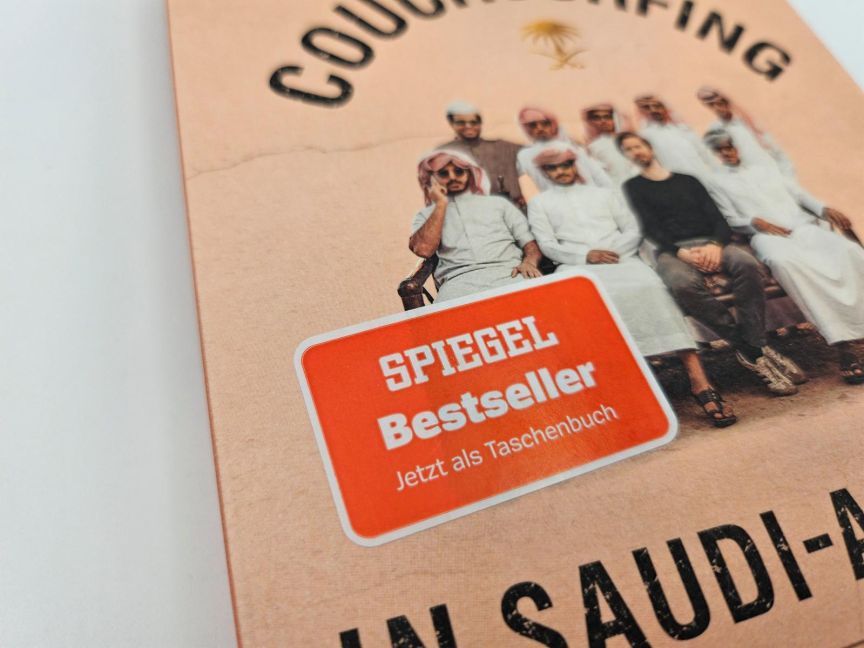 COUCHSURFING
SPIEGEL
Bestseller
Jetzt als Taschenbuch
IN SAUDI-A